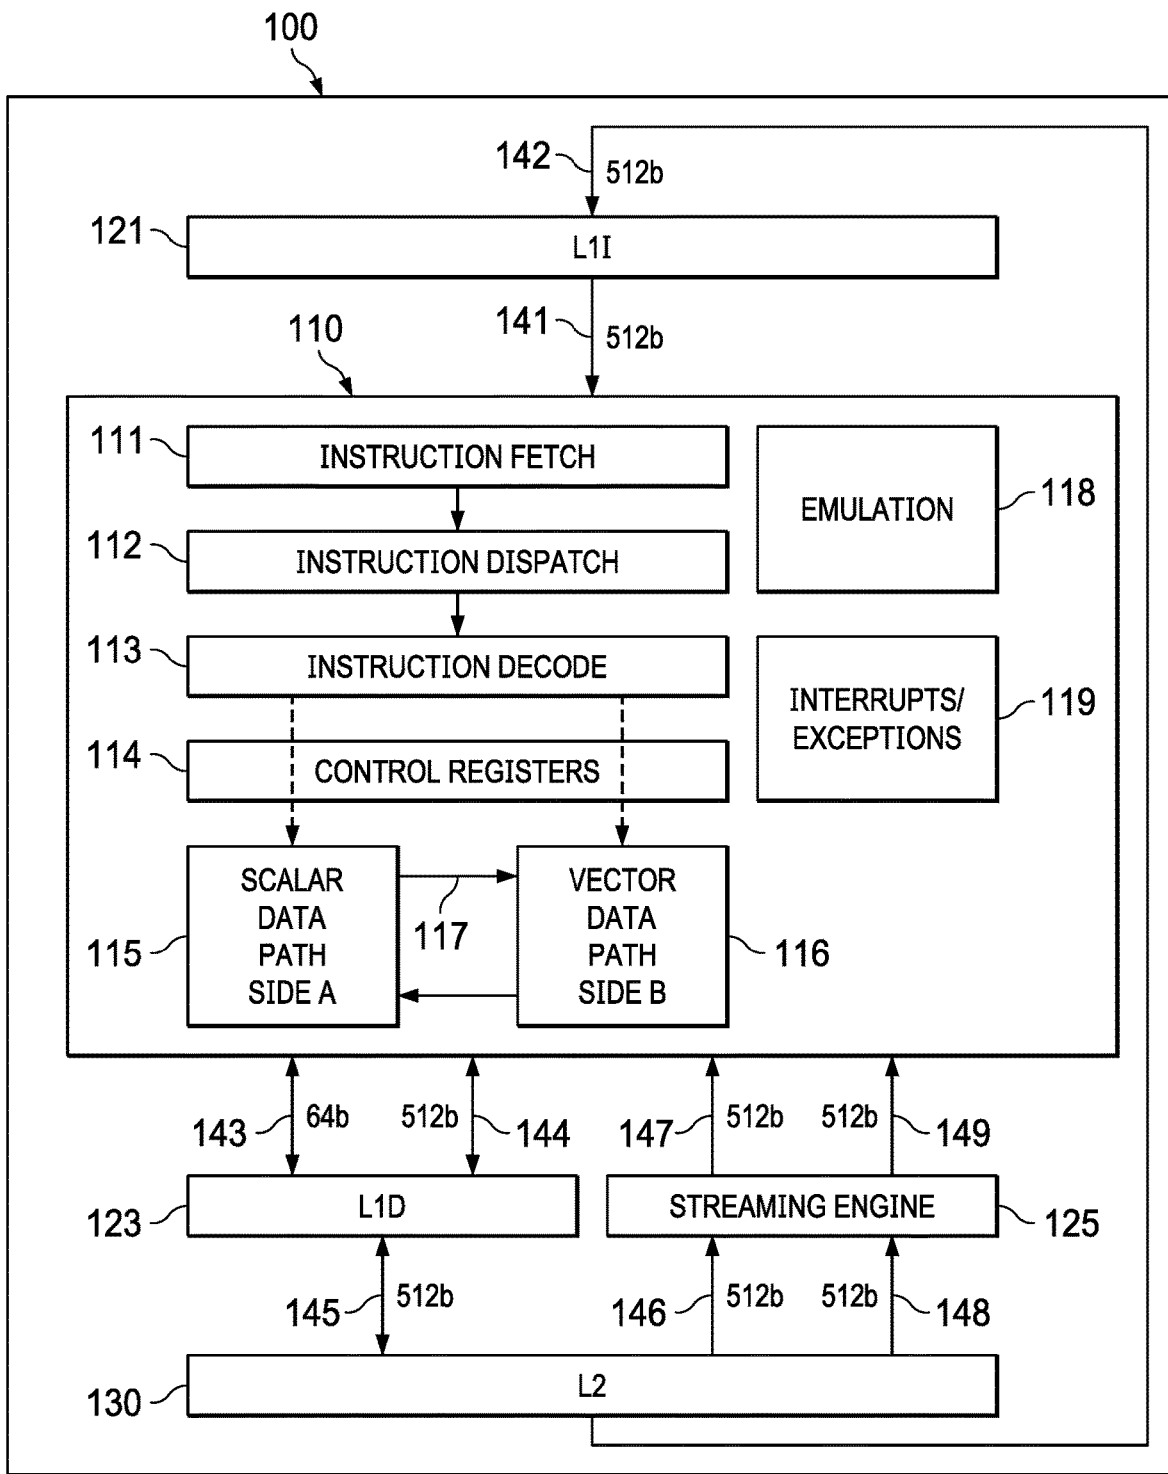 100
142
512b
121
L1I
141
512b
110
111
INSTRUCTION FETCH
112
INSTRUCTION DISPATCH
EMULATION
118
113
INSTRUCTION DECODE
114
CONTROL REGISTERS
INTERRUPTS/
EXCEPTIONS
119
115
SCALAR
DATA
PATH
SIDE A
117
VECTOR
DATA
PATH
SIDE B
116
143
64b
512b
144
147
512b
512b
149
123
L1D
STREAMING ENGINE
125
145
512b
146
512b
512b
148
130
L2